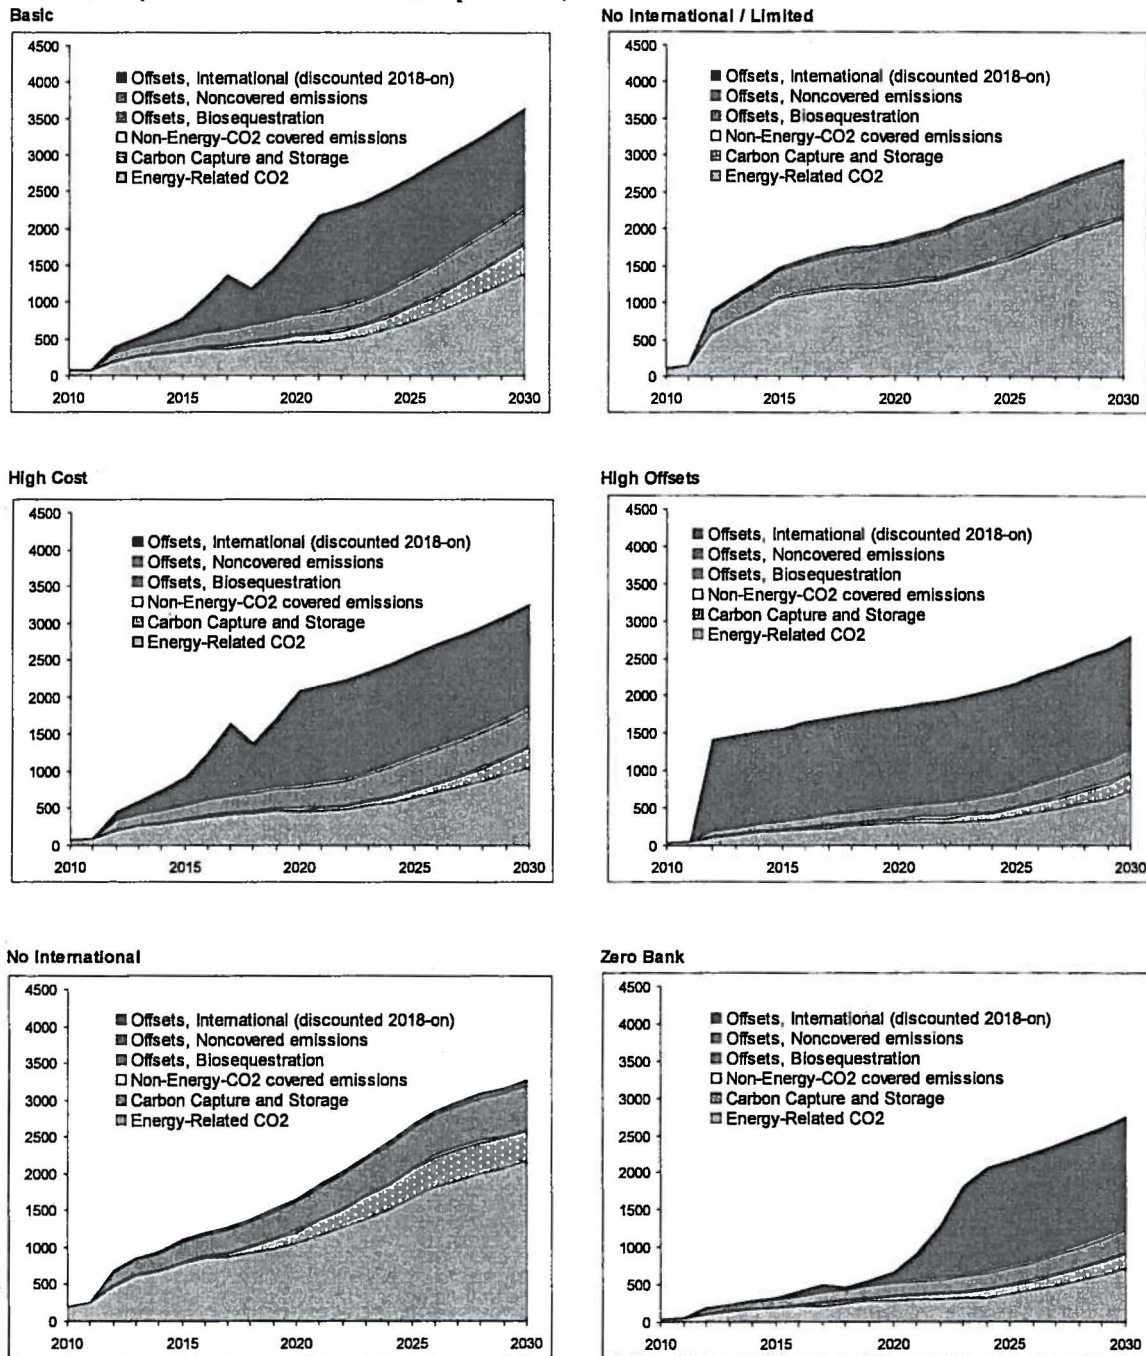 Basic
4500
4000
3500
3000
2500
2000
1500
1000
500
0
Offsets, International (discounted 2018-on)
Offsets, Noncovered emissions
Offsets, Biosequestration
Non-Energy-CO2 covered emissions
Carbon Capture and Storage
Energy-Related CO2
2010 2015 2020 2025 2030
No International / Limited
4500
4000
3500
3000
2500
2000
1500
1000
500
0
Offsets, International (discounted 2018-on)
Offsets, Noncovered emissions
Offsets, Biosequestration
Non-Energy-CO2 covered emissions
Carbon Capture and Storage
Energy-Related CO2
2010 2015 2020 2025 2030
High Cost
4500
4000
3500
3000
2500
2000
1500
1000
500
0
Offsets, International (discounted 2018-on)
Offsets, Noncovered emissions
Offsets, Biosequestration
Non-Energy-CO2 covered emissions
Carbon Capture and Storage
Energy-Related CO2
2010 2015 2020 2025 2030
High Offsets
4500
4000
3500
3000
2500
2000
1500
1000
500
0
Offsets, International (discounted 2018-on)
Offsets, Noncovered emissions
Offsets, Biosequestration
Non-Energy-CO2 covered emissions
Carbon Capture and Storage
Energy-Related CO2
2010 2015 2020 2025 2030
No International
4500
4000
3500
3000
2500
2000
1500
1000
500
0
Offsets, International (discounted 2018-on)
Offsets, Noncovered emissions
Offsets, Biosequestration
Non-Energy-CO2 covered emissions
Carbon Capture and Storage
Energy-Related CO2
2010 2015 2020 2025 2030
Zero Bank
4500
4000
3500
3000
2500
2000
1500
1000
500
0
Offsets, International (discounted 2018-on)
Offsets, Noncovered emissions
Offsets, Biosequestration
Non-Energy-CO2 covered emissions
Carbon Capture and Storage
Energy-Related CO2
2010 2015 2020 2025 2030